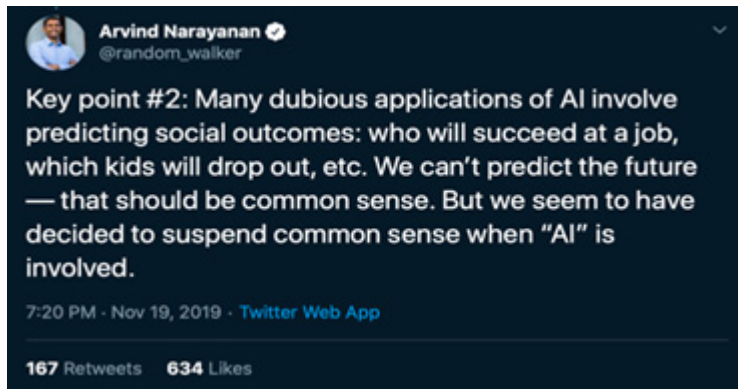 Arvind Narayanan
@random_walker
Key point #2: Many dubious applications of AI involve
predicting social outcomes: who will succeed at a job,
which kids will drop out, etc. We can't predict the future
— that should be common sense. But we seem to have
decided to suspend common sense when “AI” is
involved.
7:20 PM · Nov 19, 2019 · Twitter Web App
167 Retweets 634 Likes